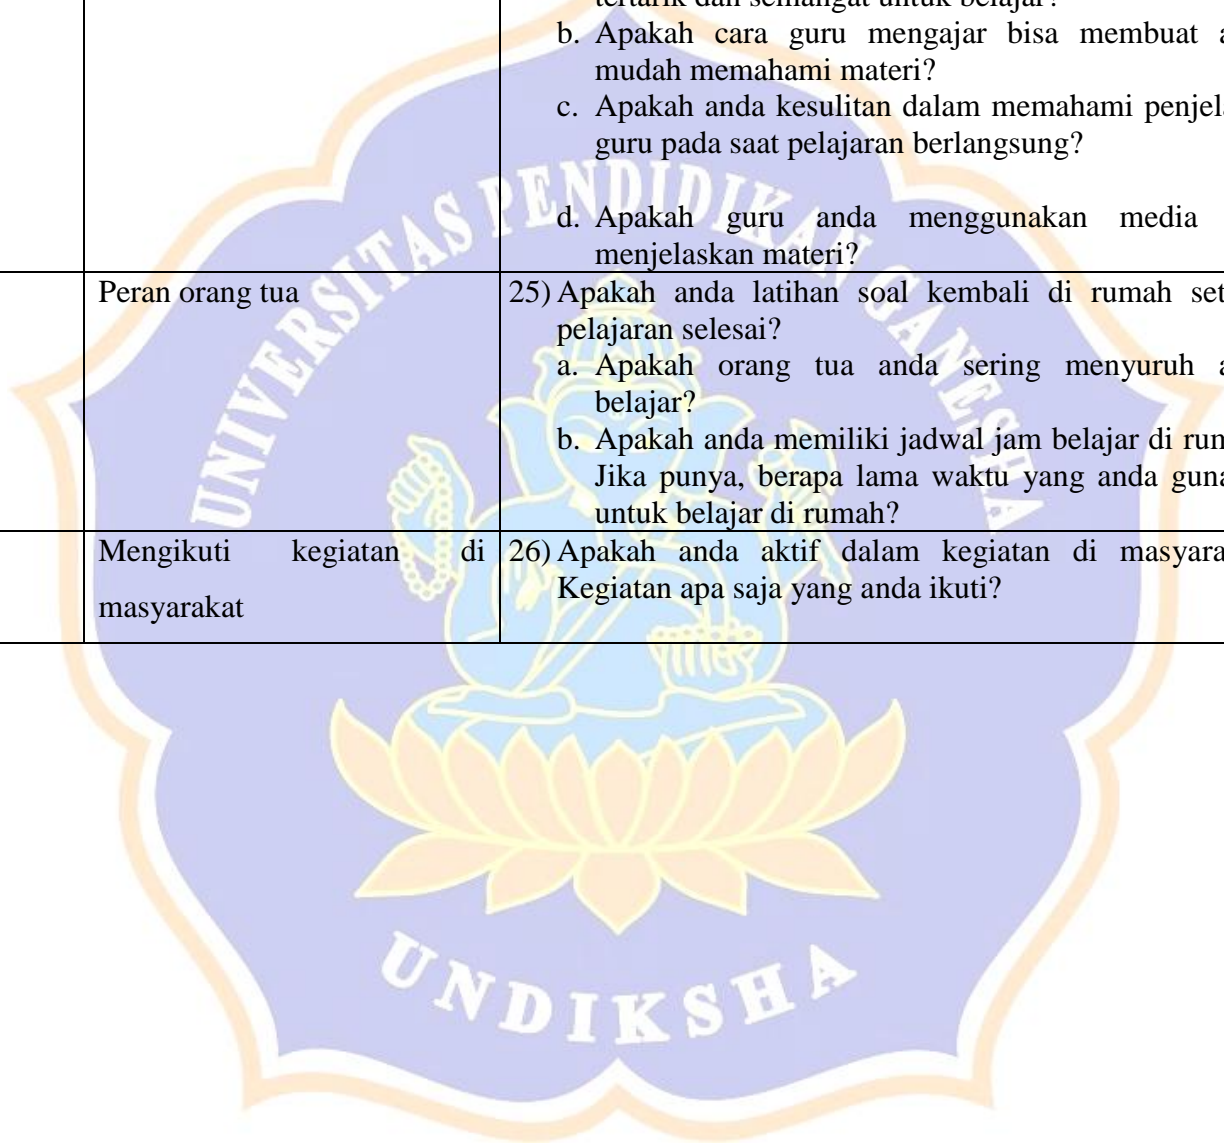 tertarik dan semangat untuk belajar?
b. Apakah cara guru mengajar bisa membuat
mudah memahami materi?
c. Apakah anda kesulitan dalam memahami
guru pada saat pelajaran berlangsung?
d. Apakah guru anda menggunakan media
menjelaskan materi?
Peran orang tua
25) Apakah anda latihan soal kembali di rumah
pelajaran selesai?
a. Apakah orang tua anda sering menyuruh
belajar?
b. Apakah anda memiliki jadwal jam belajar di
Jika punya, berapa lama waktu yang anda
untuk belajar di rumah?
Mengikuti kegiatan di
masyarakat
26) Apakah anda aktif dalam kegiatan di
Kegiatan apa saja yang anda ikuti?
UNIVERSITAS PENDIDIKAN GANESHA
UNDIKSHA